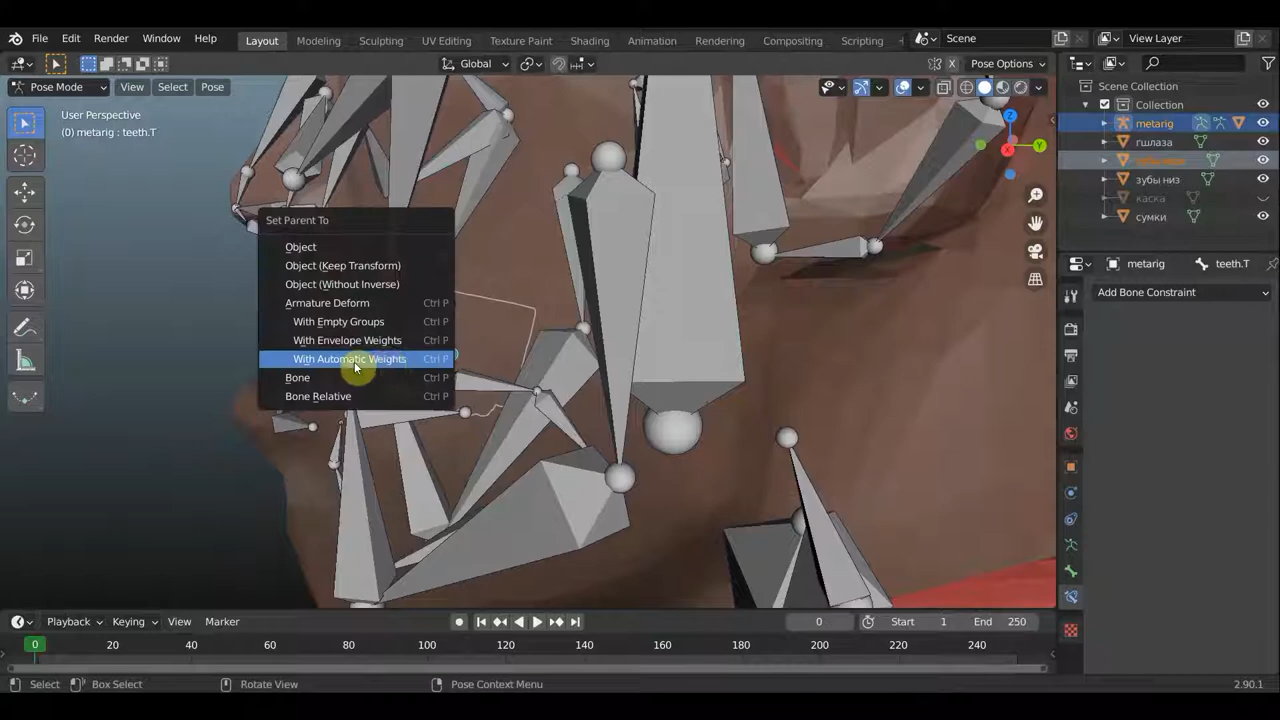 File Edit Render Window Help
Layout Modeling Sculpting UV Editing Texture Paint Shading Animation Rendering Compositing Scripting
Scene
View Layer
Global
Pose Options
Pose Mode
View Select Pose
User Perspective
(0) metarig : teeth.T
Z
Y
X
Scene Collection
Collection
metarig
гшлаза
зубы низ
каска
сумки
metarig
teeth.T
Add Bone Constraint
Set Parent To
Object
Object (Keep Transform)
Object (Without Inverse)
Armature Deform Ctrl P
With Empty Groups Ctrl P
With Envelope Weights Ctrl P
With Automatic Weights Ctrl P
Bone Ctrl P
Bone Relative Ctrl P
Playback Keying View Marker
0
Start 1
End 250
0 20 40 60 80 100 120 140 160 180 200 220 240
Select
Box Select
Rotate View
Pose Context Menu
2.90.1